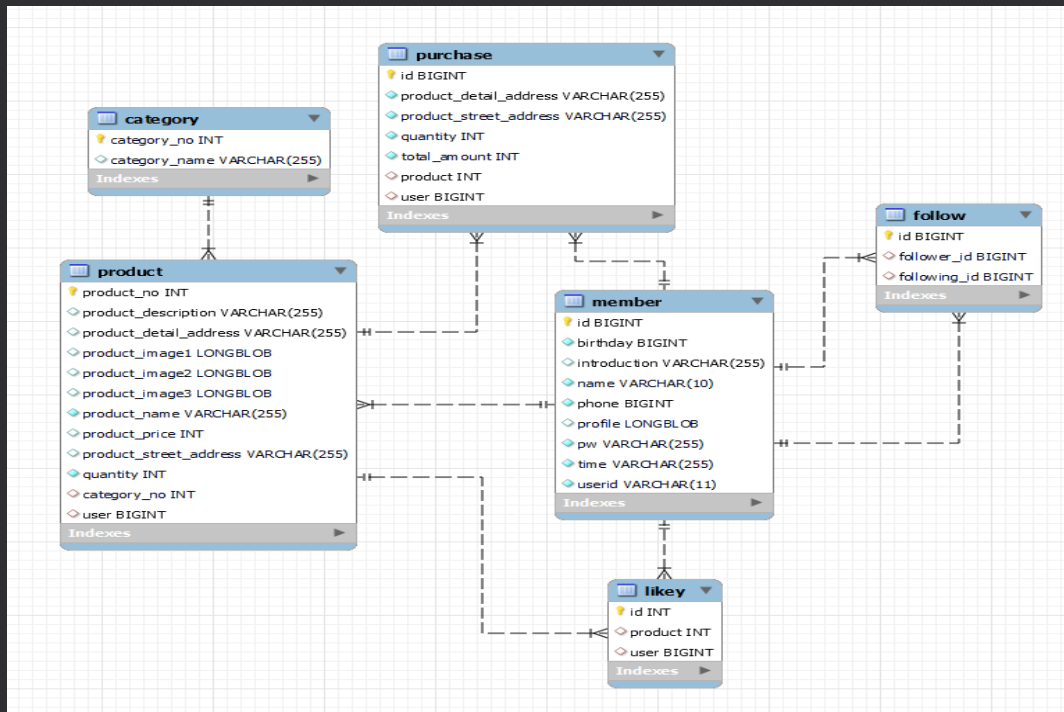 purchase
id BIGINT
product_detail_address VARCHAR(255)
product_street_address VARCHAR(255)
quantity INT
total_amount INT
product INT
user BIGINT
Indexes
category
category_no INT
category_name VARCHAR(255)
Indexes
follow
id BIGINT
follower_id BIGINT
following_id BIGINT
Indexes
product
product_no INT
product_description VARCHAR(255)
product_detail_address VARCHAR(255)
product_image1 LONGBLOB
product_image2 LONGBLOB
product_image3 LONGBLOB
product_name VARCHAR(255)
product_price INT
product_street_address VARCHAR(255)
quantity INT
category_no INT
user BIGINT
Indexes
member
id BIGINT
birthday BIGINT
introduction VARCHAR(255)
name VARCHAR(10)
phone BIGINT
profile LONGBLOB
pw VARCHAR(255)
time VARCHAR(255)
userid VARCHAR(11)
Indexes
likey
id INT
product INT
user BIGINT
Indexes